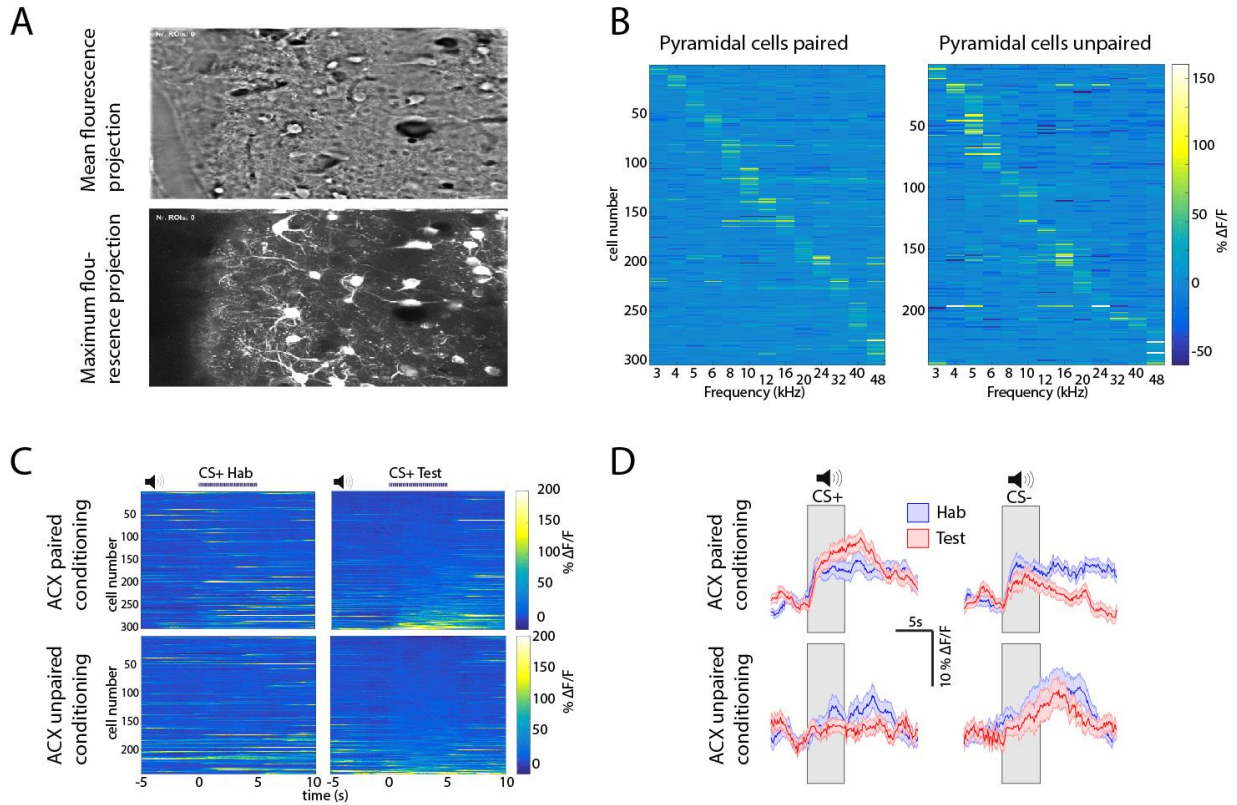 A
Mean flourescence
projection
Nr. ROIs: 0
Maximum flou-
rescence projection
Nr. ROIs: 0
B
Pyramidal cells paired
Pyramidal cells unpaired
cell number
50
100
150
200
250
300
3 4 5 6 8 10 12 16 20 24 32 40 48
Frequency (kHz)
50
100
150
200
3 4 5 6 8 10 12 16 20 24 32 40 48
Frequency (kHz)
150
100
50
0
-50
% ΔF/F
C
CS+ Hab
CS+ Test
ACX paired
conditioning
cell number
50
100
150
200
250
300
200
150
100
50
0
% ΔF/F
ACX unpaired
conditioning
cell number
50
100
150
200
200
150
100
50
0
% ΔF/F
-5 0 5 10
-5 0 5 10
time (s)
D
CS+
CS-
Hab
Test
ACX paired
conditioning
5s
10 % ΔF/F
ACX unpaired
conditioning